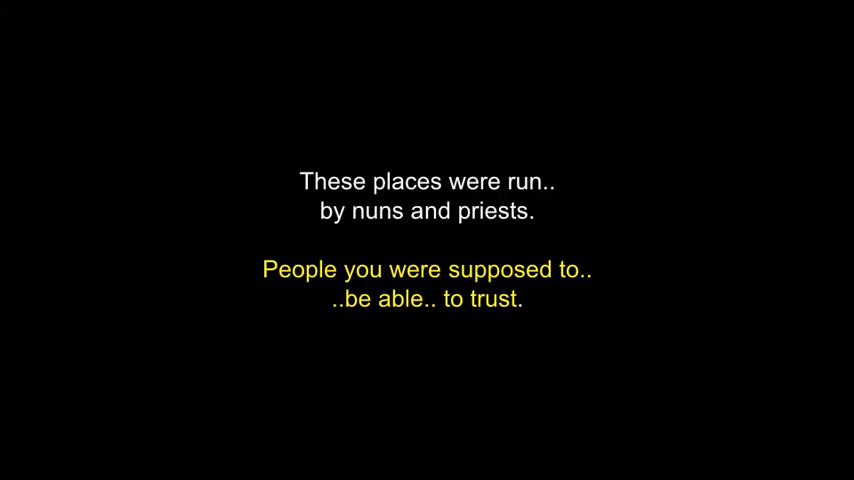 These places were run..
by nuns and priests.
People you were supposed to..
..be able.. to trust.